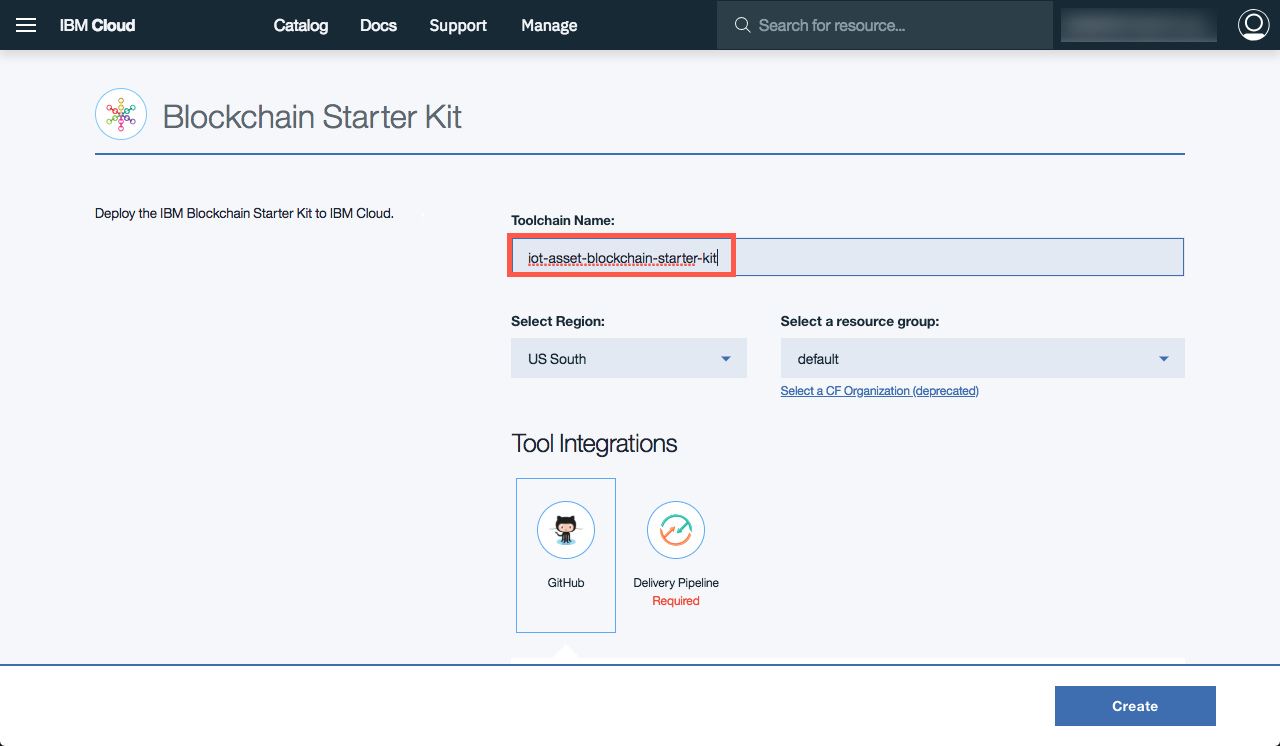 IBM Cloud
Catalog
Docs
Support
Manage
Search for resource...
Blockchain Starter Kit
Deploy the IBM Blockchain Starter Kit to IBM Cloud.
Toolchain Name:
iot-asset-blockchain-starter-kit
Select Region:
Select a resource group:
US South
default
Select a CF Organization (deprecated)
Tool Integrations
GitHub
Delivery Pipeline
Required
Create